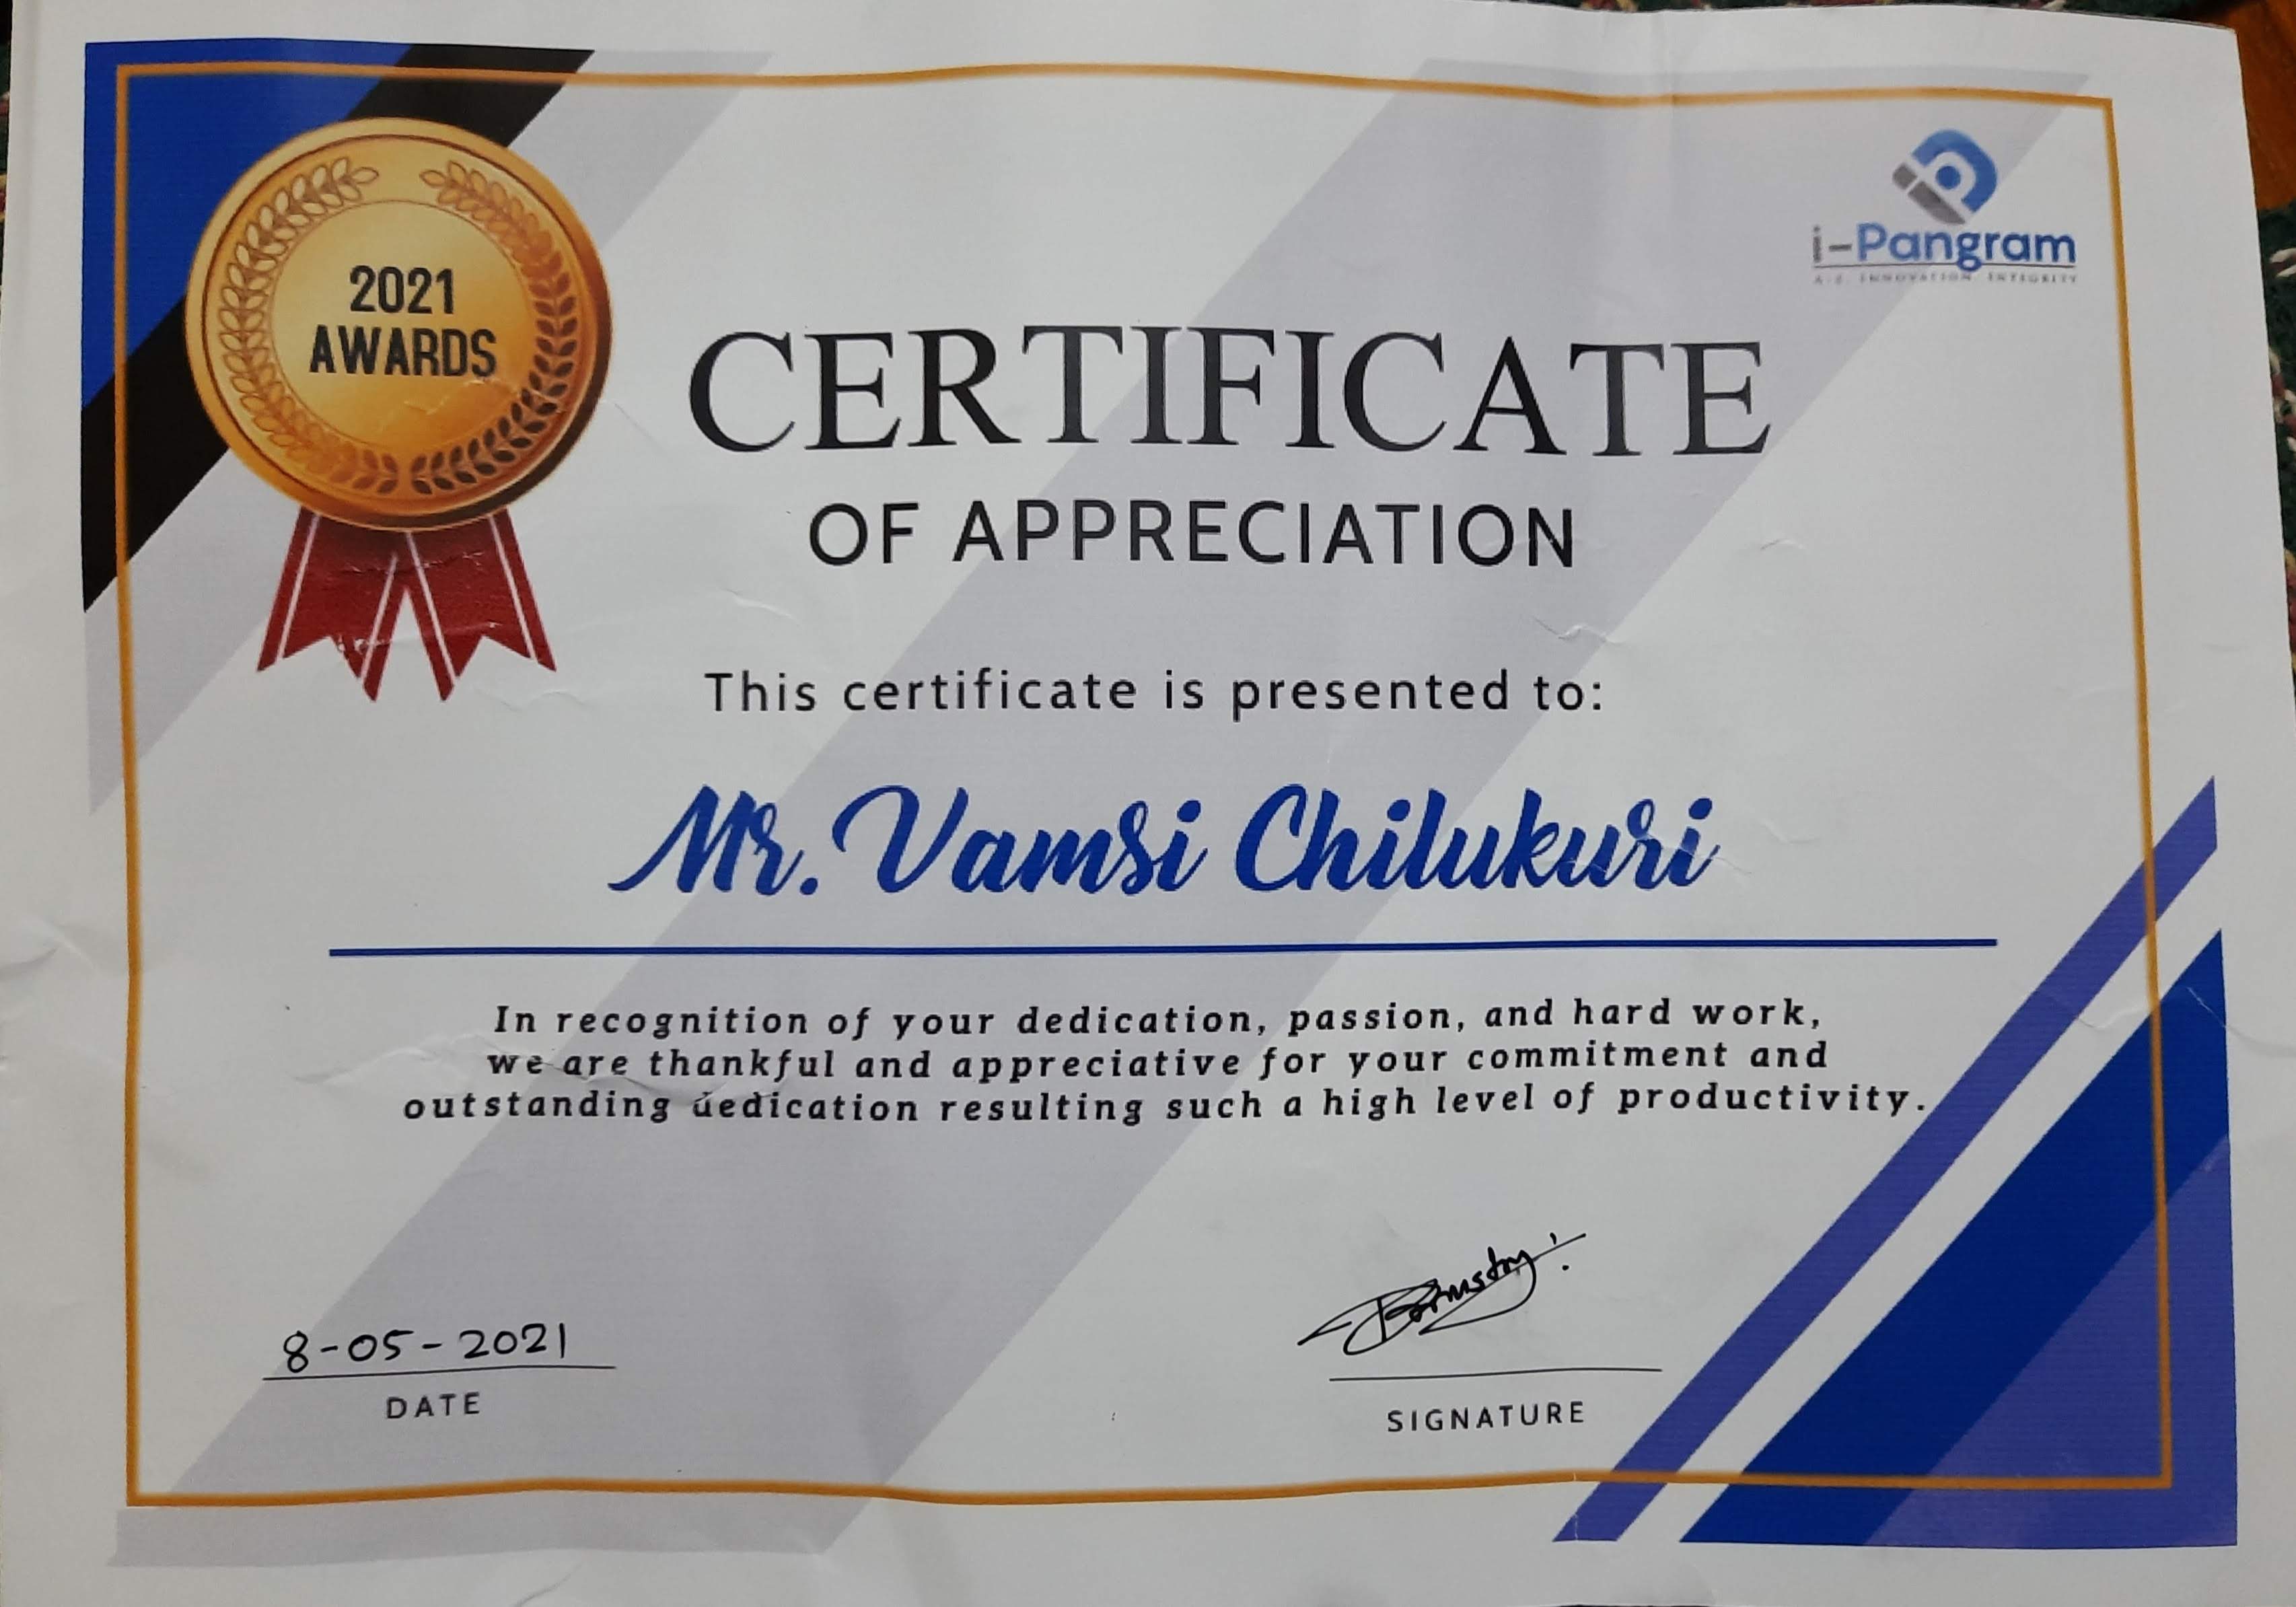 2021
AWARDS
i-Pangram
INNOVATION INTEGRITY
CERTIFICATE
OF APPRECIATION
This certificate is presented to:
Mr. Vamsi Chilukuri
In recognition of your dedication, passion, and hard work,
we are thankful and appreciative for your commitment and
outstanding dedication resulting such a high level of productivity.
8-05-2021
DATE
SIGNATURE